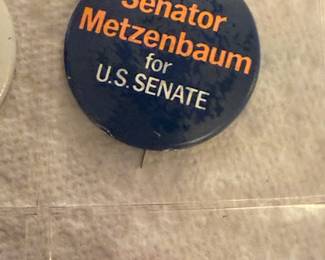 Senator
Metzenbaum
for
U.S. SENATE